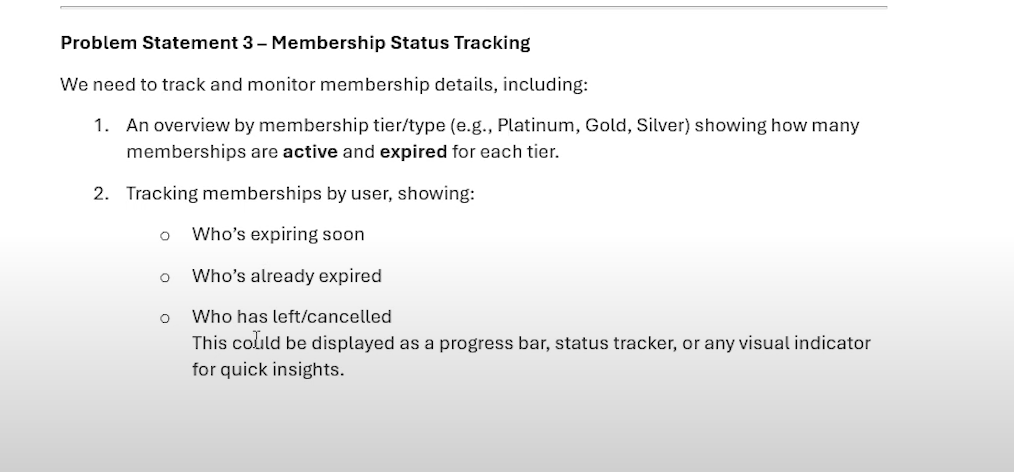 Problem Statement 3 – Membership Status Tracking
We need to track and monitor membership details, including:
1. An overview by membership tier/type (e.g., Platinum, Gold, Silver) showing how many
memberships are active and expired for each tier.
2. Tracking memberships by user, showing:
o Who’s expiring soon
o Who’s already expired
o Who has left/cancelled
This could be displayed as a progress bar, status tracker, or any visual indicator
for quick insights.